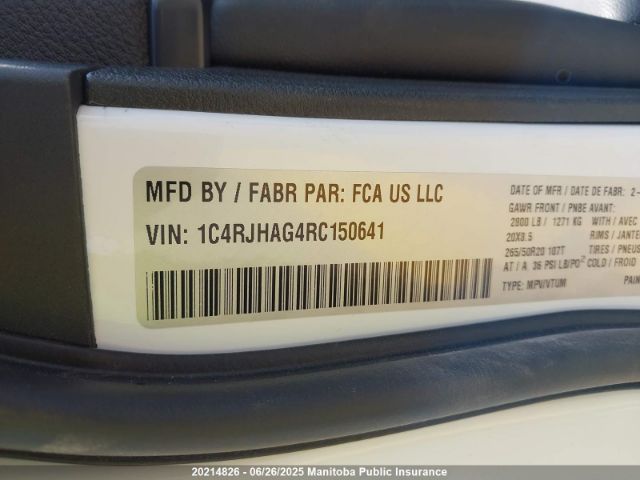 MFD BY / FABR PAR: FCA US LLC
VIN: 1C4RJHAG4RC150641
DATE OF MFR / DATE DE FABR: 2-
GAWR FRONT / PNBE AVANT:
2800 LB / 1271 KG WITH / AVEC
20X8.5 RIMS / JANTE
265/50R20 107T TIRES / PNEUS
AT / A 36 PSI LB/PO² COLD / FROID
TYPE: MPV/VTUM PAIN
20214826 - 06/26/2025 Manitoba Public Insurance